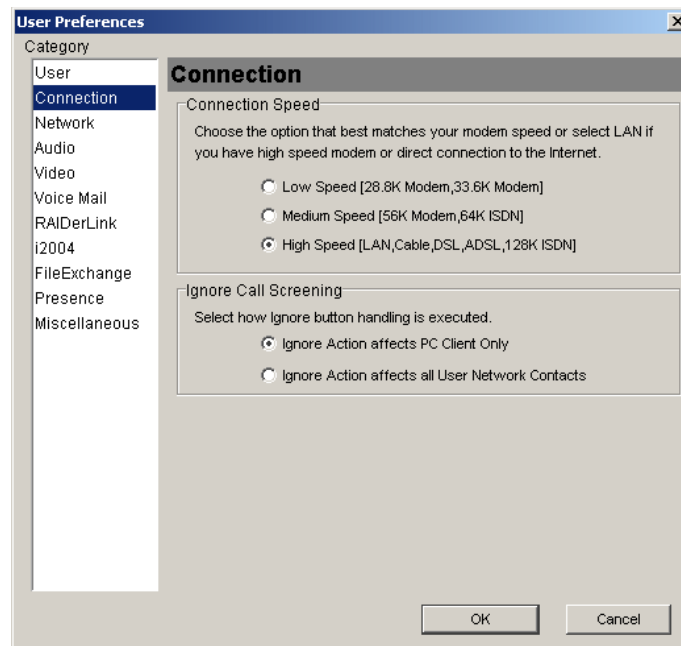 User Preferences
Category
User
Connection
Network
Audio
Video
Voice Mail
RAIDerLink
i2004
FileExchange
Presence
Miscellaneous
Connection
Connection Speed
Choose the option that best matches your modem speed or select LAN if
you have high speed modem or direct connection to the Internet.
Low Speed [28.8K Modem,33.6K Modem]
Medium Speed [56K Modem,64K ISDN]
High Speed [LAN,Cable,DSL,ADSL,128K ISDN]
Ignore Call Screening
Select how Ignore button handling is executed.
Ignore Action affects PC Client Only
Ignore Action affects all User Network Contacts
OK
Cancel